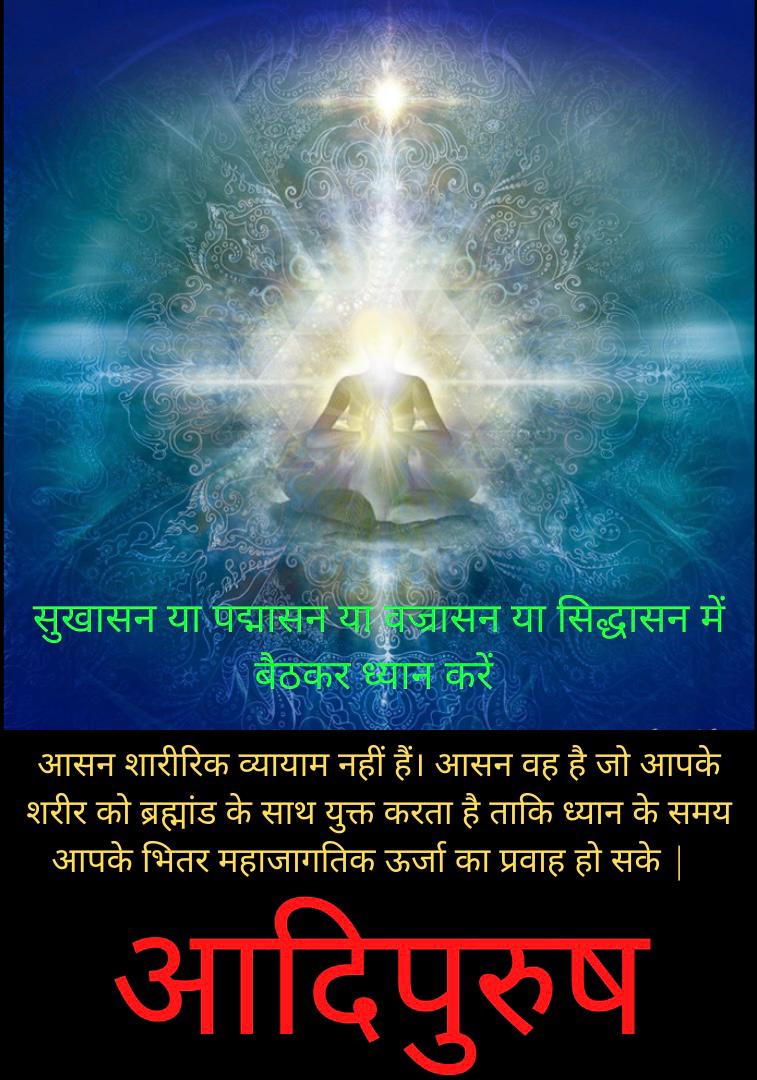 सुखासन या पद्मासन या वज्रासन या सिद्धासन में
बैठकर ध्यान करें
आसन शारीरिक व्यायाम नहीं हैं। आसन वह है जो आपके
शरीर को ब्रह्मांड के साथ युक्त करता है ताकि ध्यान के समय
आपके भितर महाजागतिक ऊर्जा का प्रवाह हो सके |
आदिपुरुष